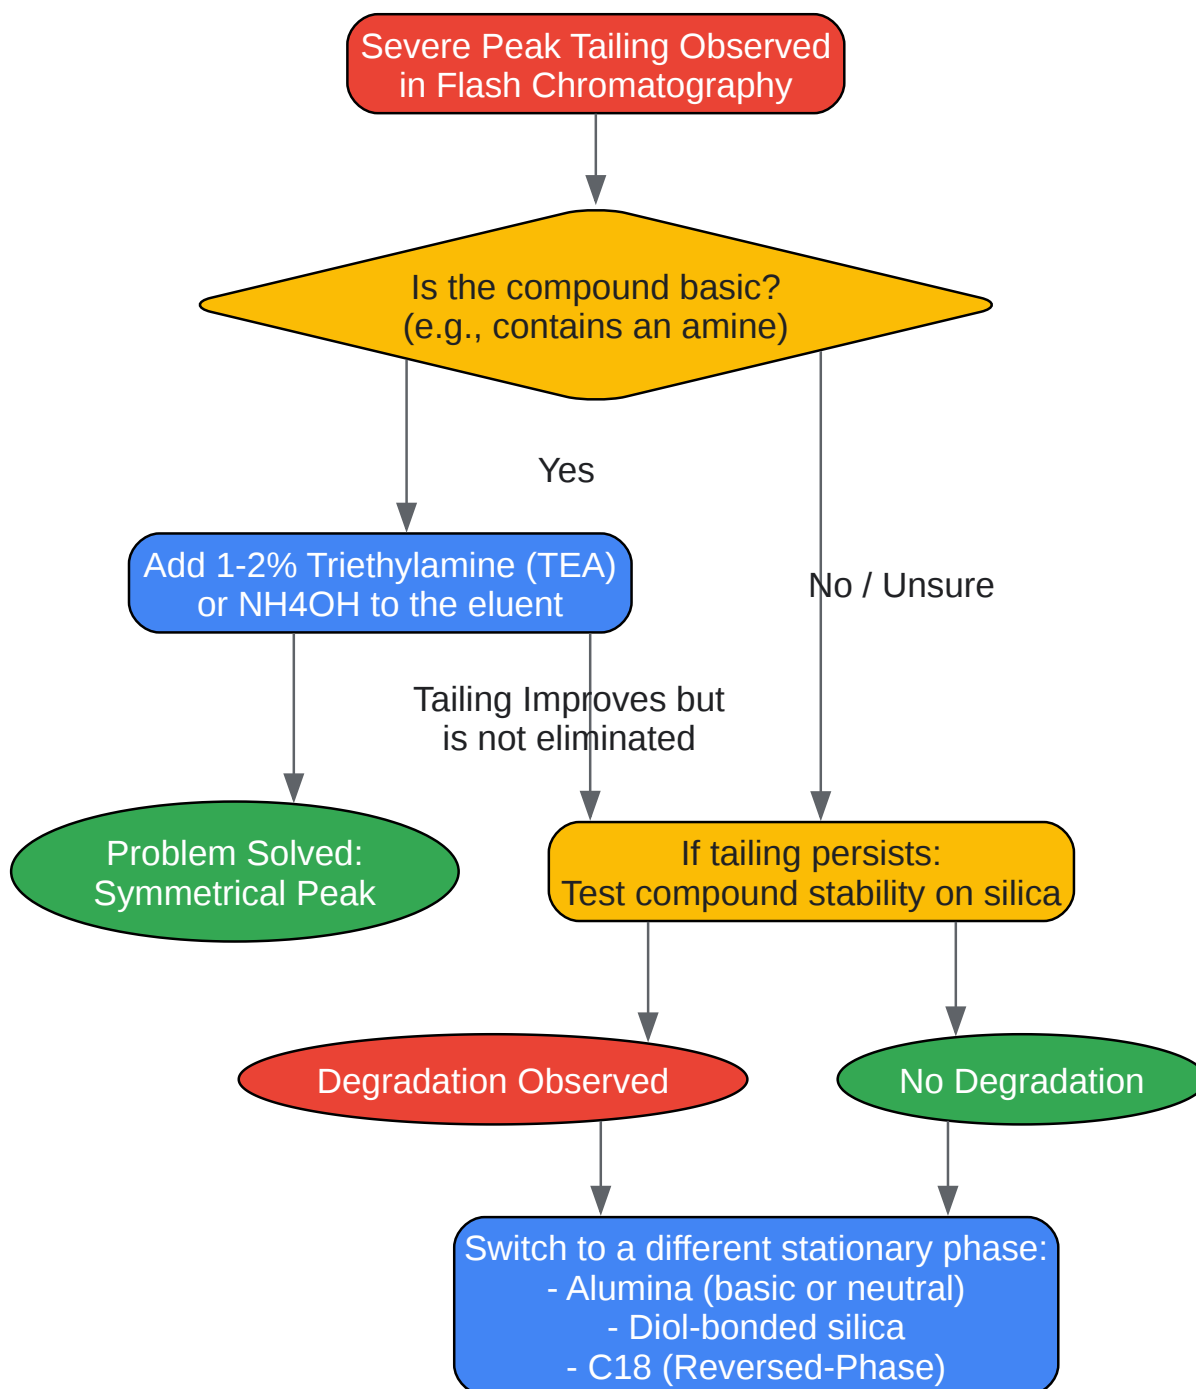 Severe Peak Tailing Observed
in Flash Chromatography
Is the compound basic?
(e.g., contains an amine)
Yes
Add 1-2% Triethylamine (TEA)
or NH4OH to the eluent
No / Unsure
Tailing Improves but
is not eliminated
Problem Solved:
Symmetrical Peak
If tailing persists:
Test compound stability on silica
Degradation Observed
No Degradation
Switch to a different stationary phase:
- Alumina (basic or neutral)
- Diol-bonded silica
- C18 (Reversed-Phase)